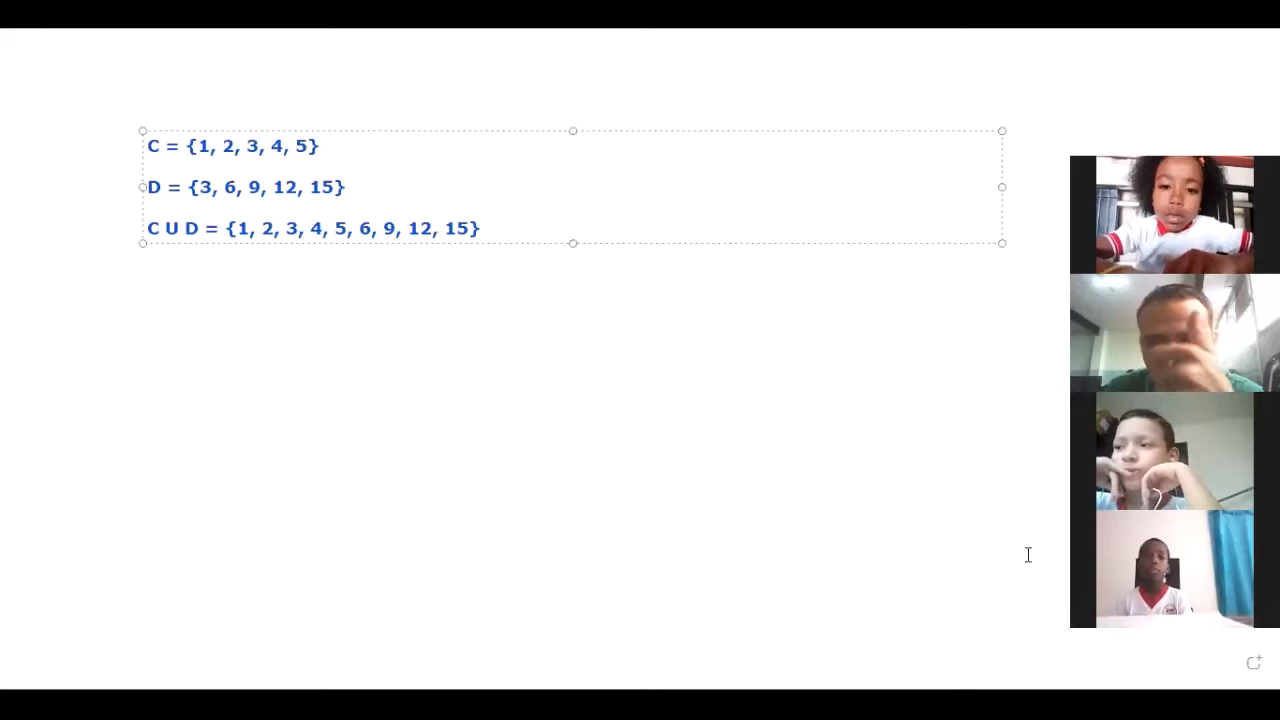 C = {1, 2, 3, 4, 5}
D = {3, 6, 9, 12, 15}
C U D = {1, 2, 3, 4, 5, 6, 9, 12, 15}